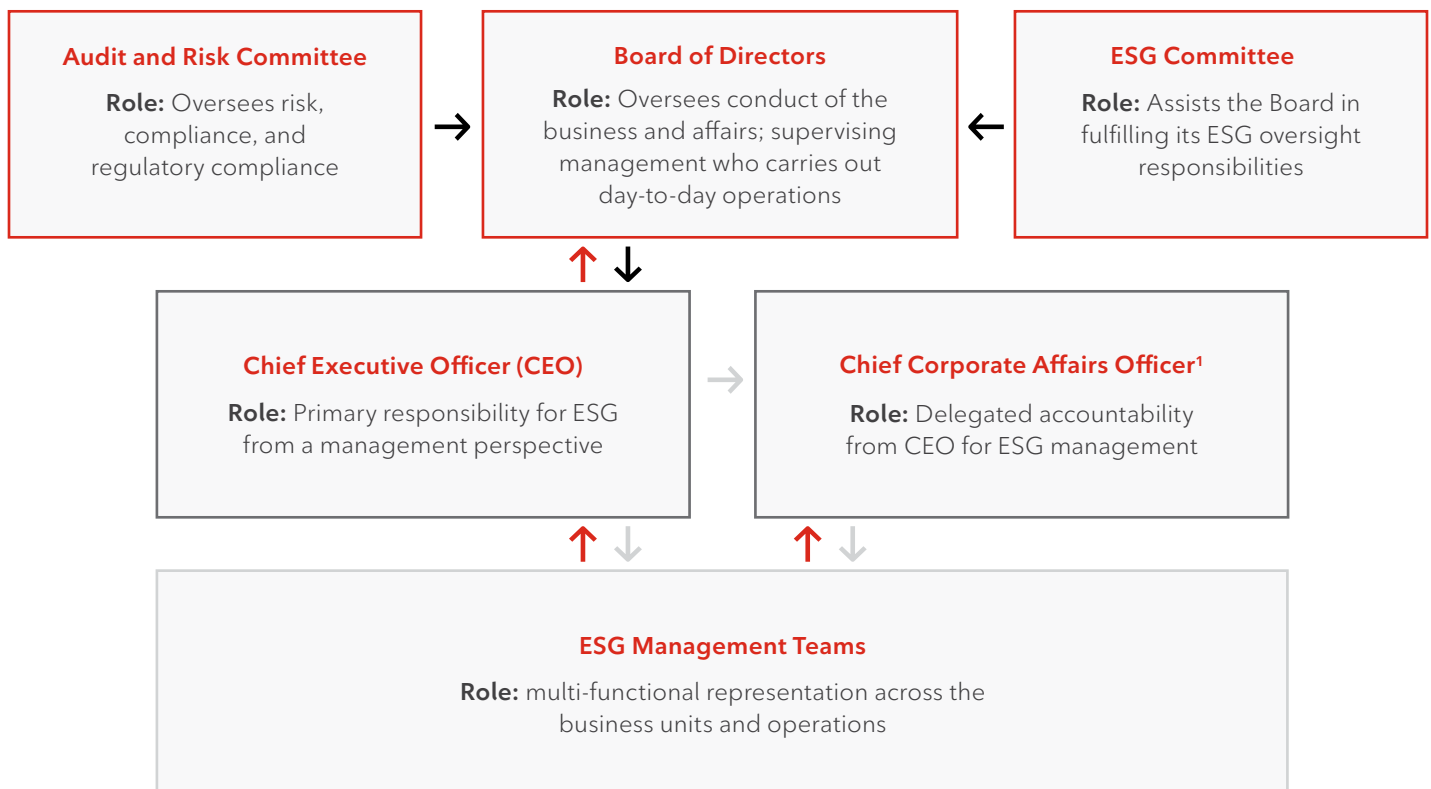 Audit and Risk Committee
Role: Oversees risk,
compliance, and
regulatory compliance
Board of Directors
Role: Oversees conduct of the
business and affairs; supervising
management who carries out
day-to-day operations
ESG Committee
Role: Assists the Board in
fulfilling its ESG oversight
responsibilities
Chief Executive Officer (CEO)
Role: Primary responsibility for ESG
from a management perspective
Chief Corporate Affairs Officer¹
Role: Delegated accountability
from CEO for ESG management
ESG Management Teams
Role: multi-functional representation across the
business units and operations